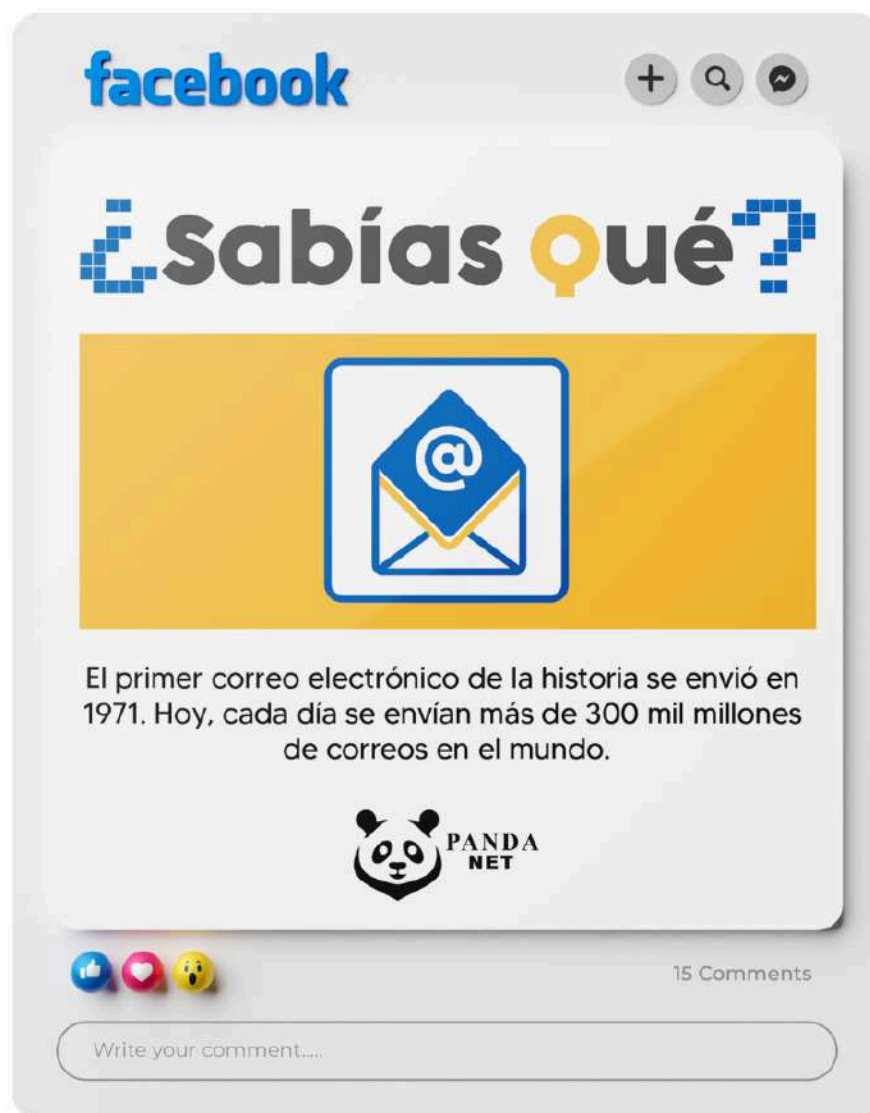 facebook
¿Sabías Qué?
@
El primer correo electrónico de la historia se envió en
1971. Hoy, cada día se envían más de 300 mil millones
de correos en el mundo.
PANDA
NET
15 Comments
Write your comment.....